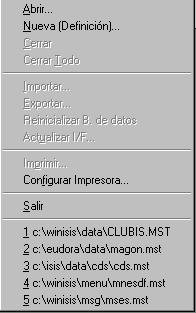 Abrir...
Nueva (Definición)...
Cerrar
Cerrar Todo
Importar...
Exportar...
Reinicializar B. de datos
Actualizar I/F...
Imprimir...
Configurar Impresora...
Salir
1 c:\winisis\data\CLUBIS.MST
2 c:\eudora\data\magon.mst
3 c:\isis\data\cds\cds.mst
4 c:\winisis\menu\mnesdf.mst
5 c:\winisis\msg\mses.mst